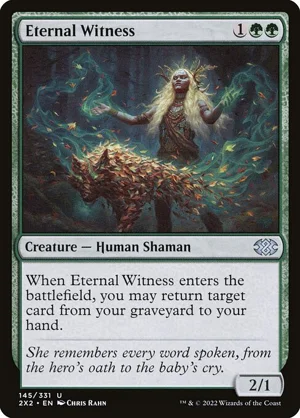 Eternal Witness 1
Creature — Human Shaman
When Eternal Witness enters the
battlefield, you may return target
card from your graveyard to your
hand.
She remembers every word spoken, from
the hero's oath to the baby's cry.
2/1
145/331 U
2X2 • EN Chris Rahn
™ & © 2022 Wizards of the Coast